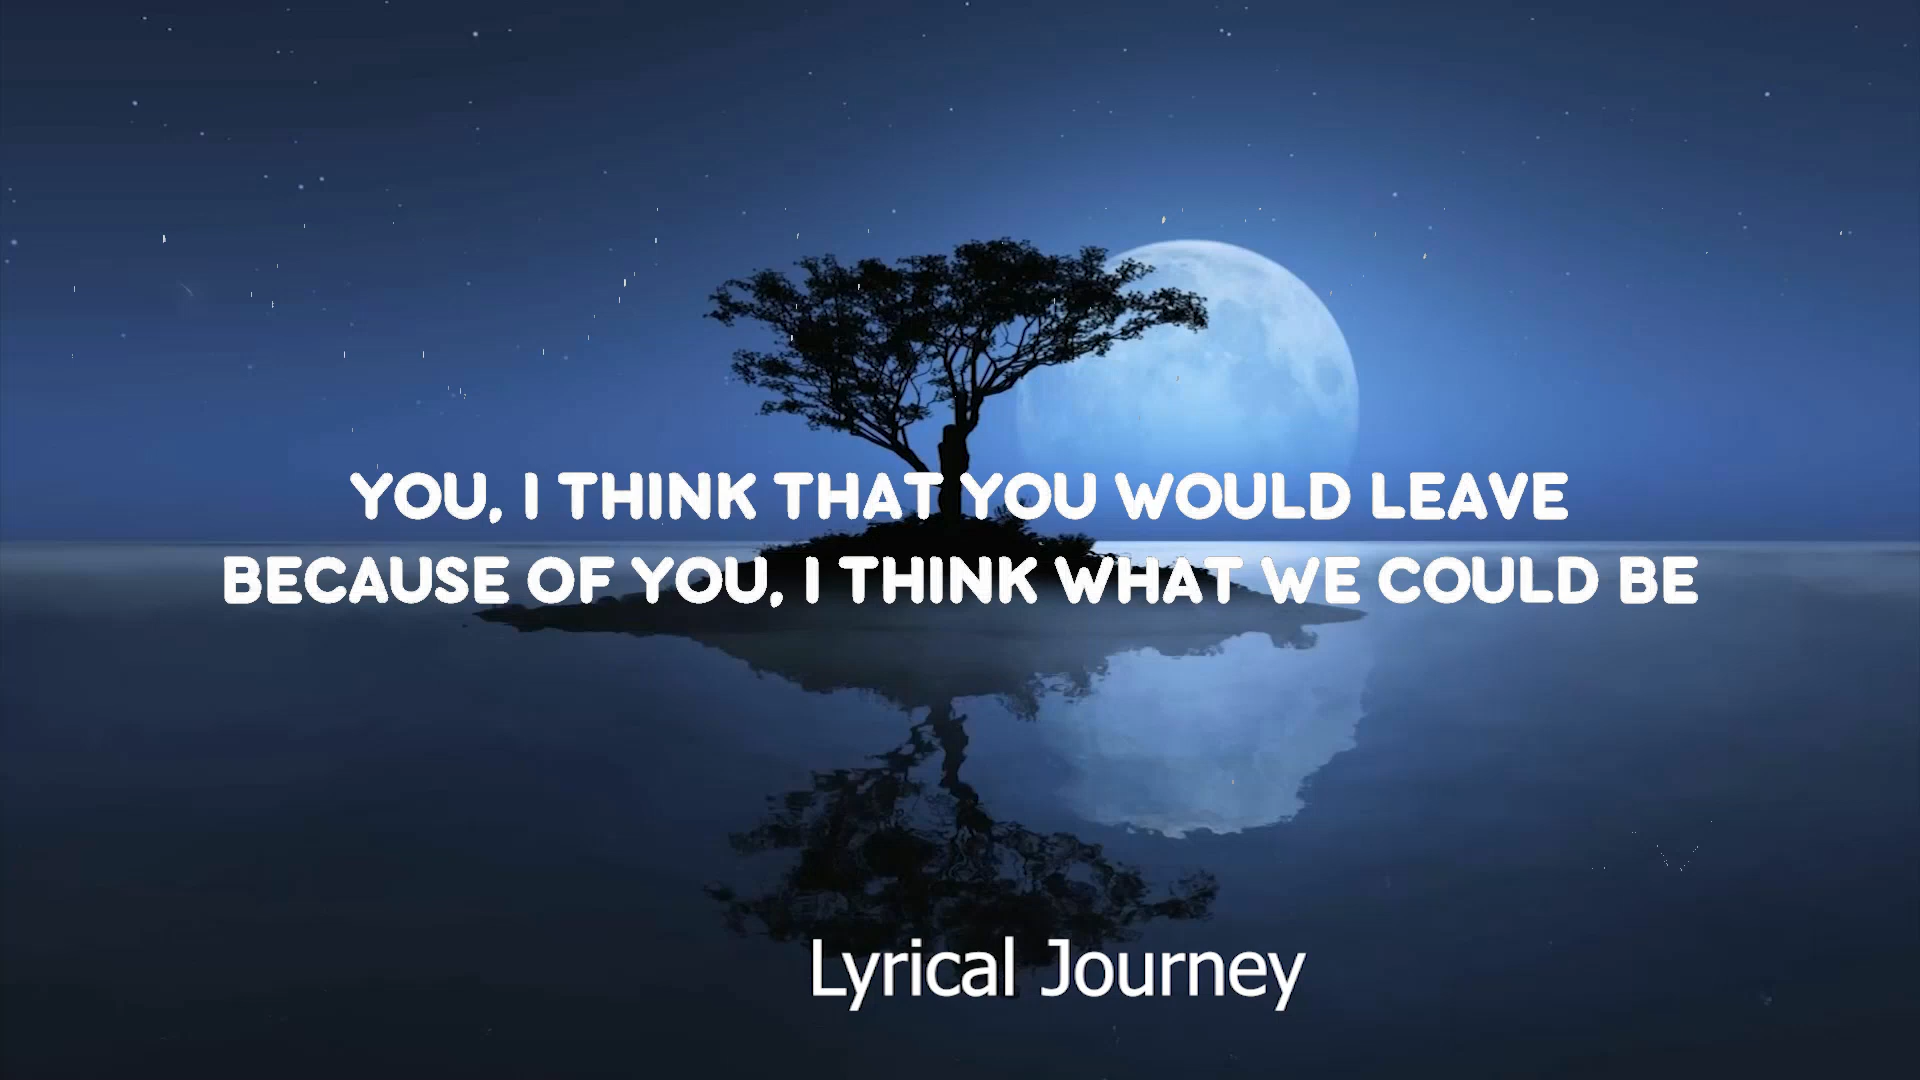 YOU, I THINK THAT YOU WOULD LEAVE
BECAUSE OF YOU, I THINK WHAT WE COULD BE
Lyrical Journey